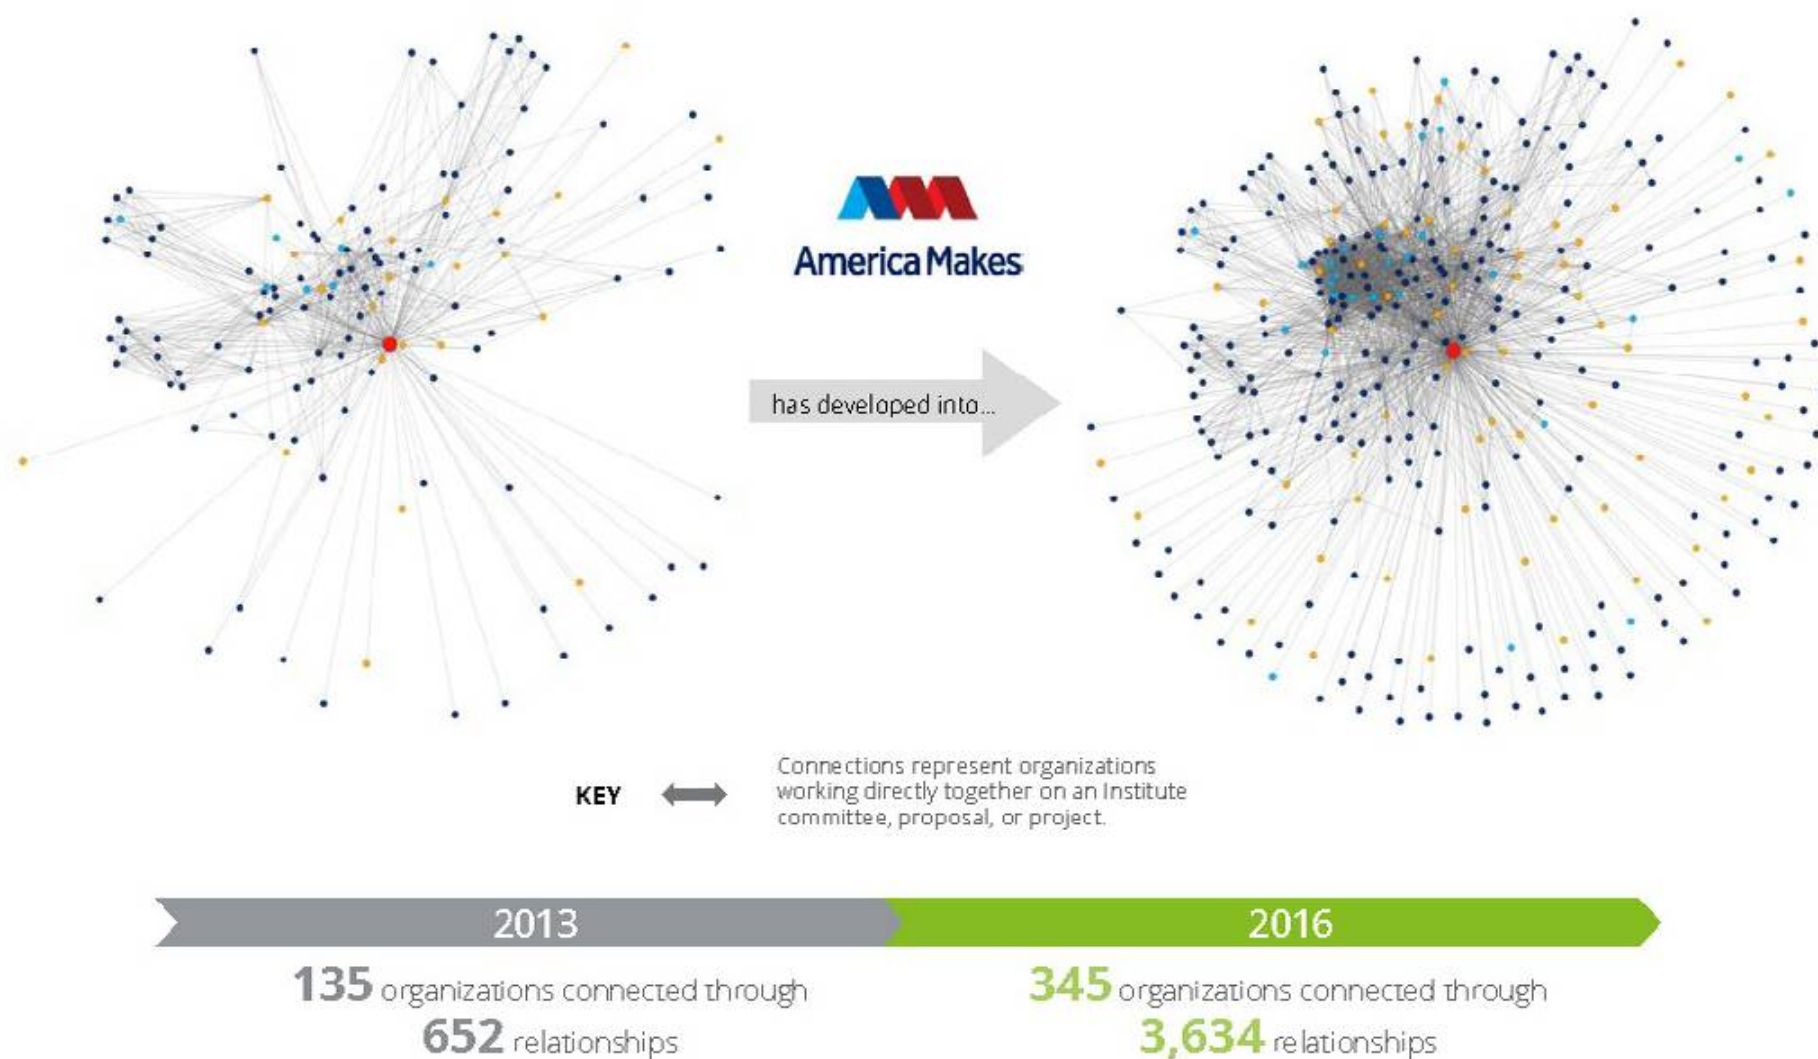 America Makes
has developed into...
KEY
Connections represent organizations
working directly together on an Institute
committee, proposal, or project.
2013
2016
135 organizations connected through
652 relationships
345 organizations connected through
3,634 relationships